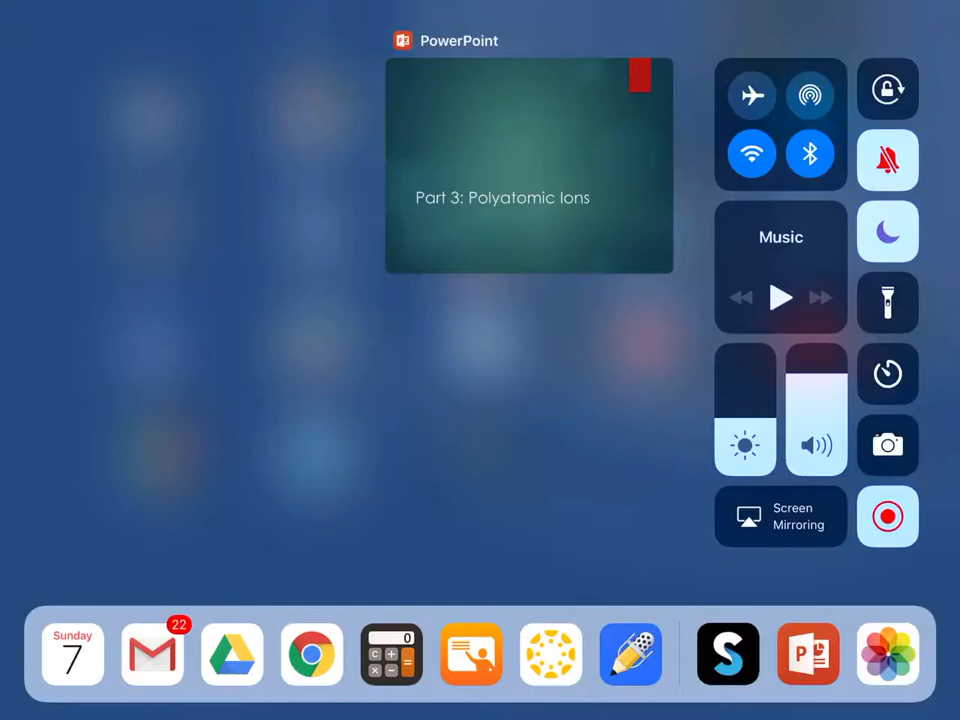 PowerPoint
Part 3: Polyatomic Ions
Music
Screen
Mirroring
Sunday
7
22
0
C
P
S
P